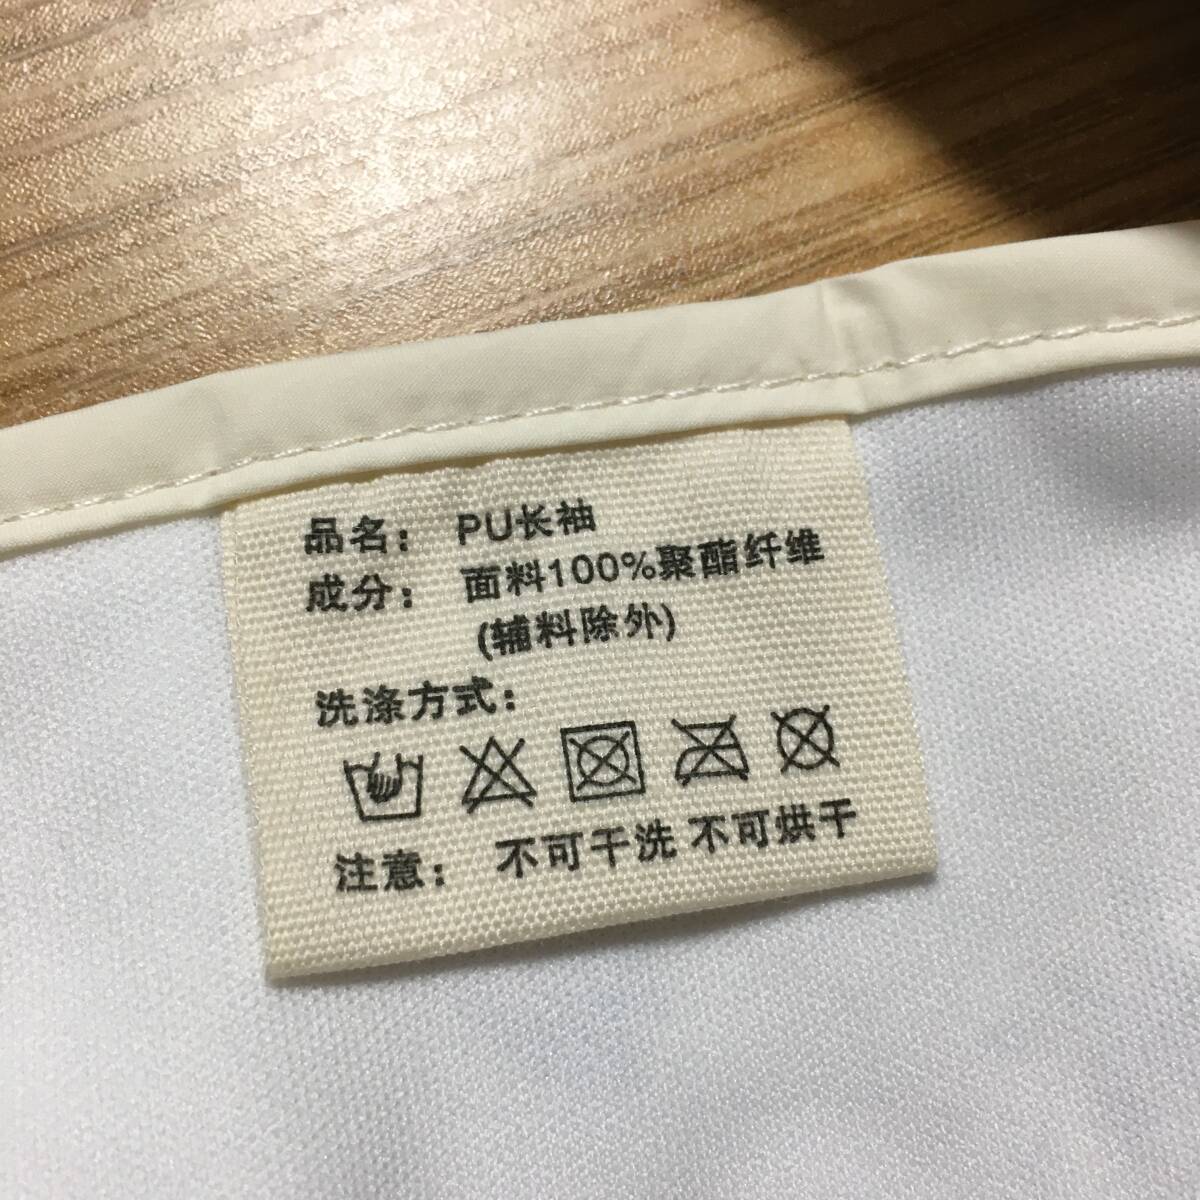 品名： PU长袖
成分： 面料100%聚酯纤维
(辅料除外)
洗涤方式：
注意： 不可干洗 不可烘干